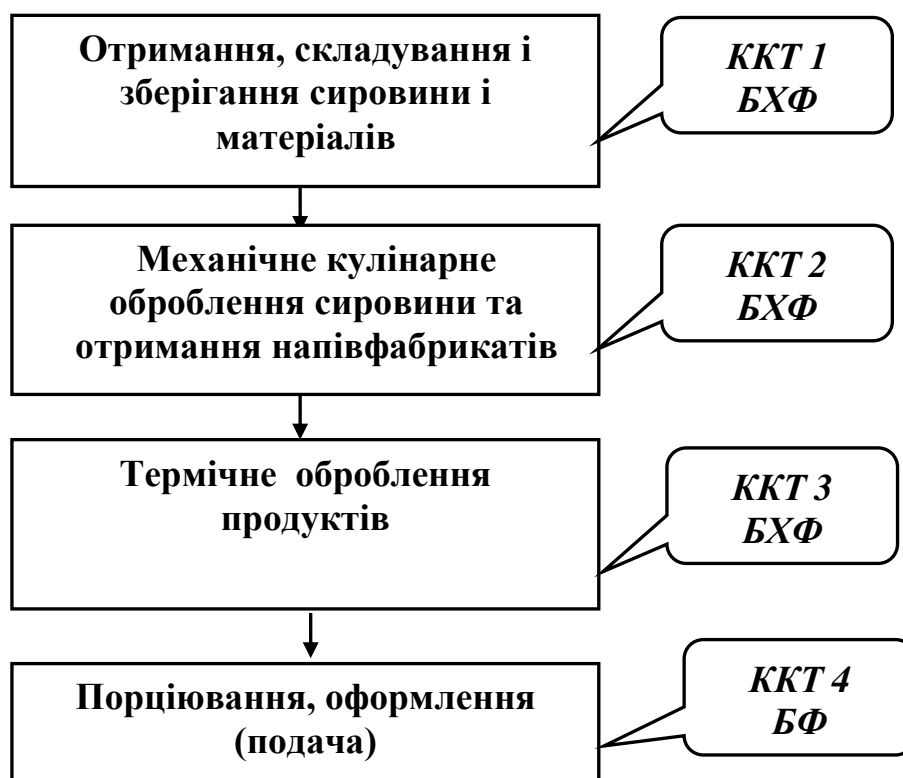 Отримання, складування і
зберігання сировини і
матеріалів
ККТ 1
БХФ
Механічне кулінарне
оброблення сировини та
отримання напівфабрикатів
ККТ 2
БХФ
Термічне оброблення
продуктів
ККТ 3
БХФ
Порціювання, оформлення
(подача)
ККТ 4
БФ